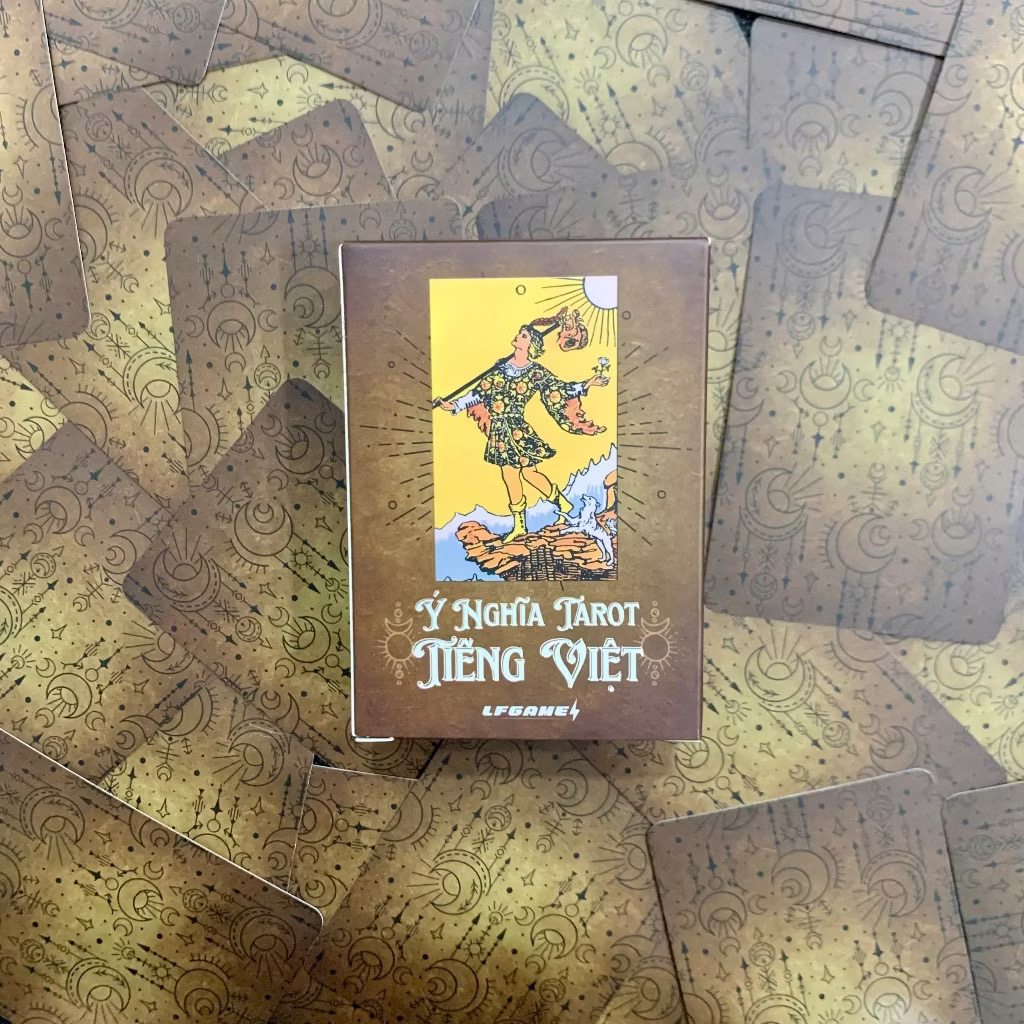 Ý NGHĨA TAROT
TIẾNG VIỆT
LFGAME